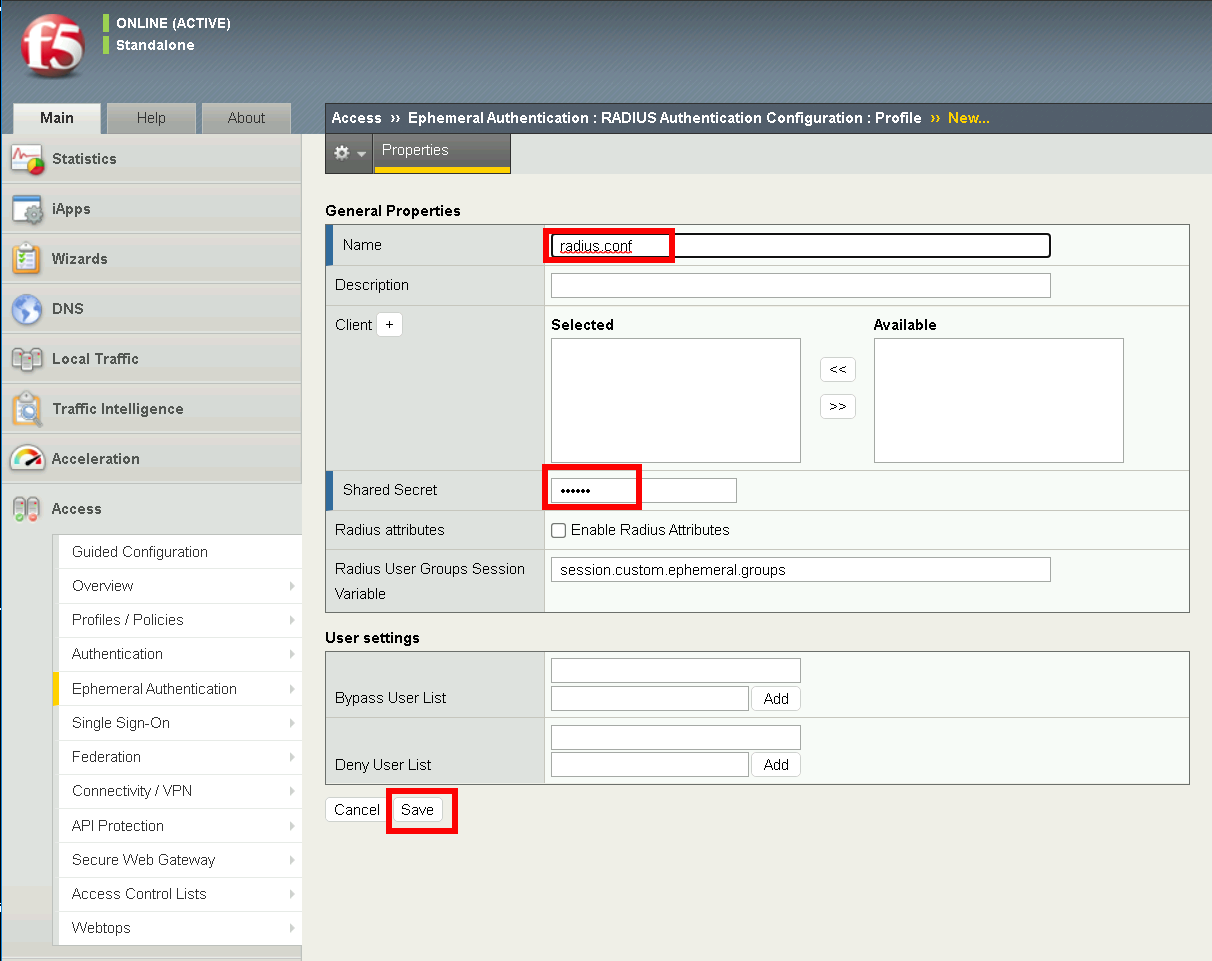 f5
ONLINE (ACTIVE)
Standalone
Main
Help
About
Statistics
iApps
Wizards
DNS
Local Traffic
Traffic Intelligence
Acceleration
Access
Guided Configuration
Overview
Profiles / Policies
Authentication
Ephemeral Authentication
Single Sign-On
Federation
Connectivity / VPN
API Protection
Secure Web Gateway
Access Control Lists
Webtops
Access ›› Ephemeral Authentication : RADIUS Authentication Configuration : Profile ›› New...
Properties
General Properties
Name radius.conf
Description
Client + Selected Available
<<
>>
Shared Secret ••••••
Radius attributes Enable Radius Attributes
Radius User Groups Session session.custom.ephemeral.groups
Variable
User settings
Bypass User List Add
Deny User List Add
Cancel Save